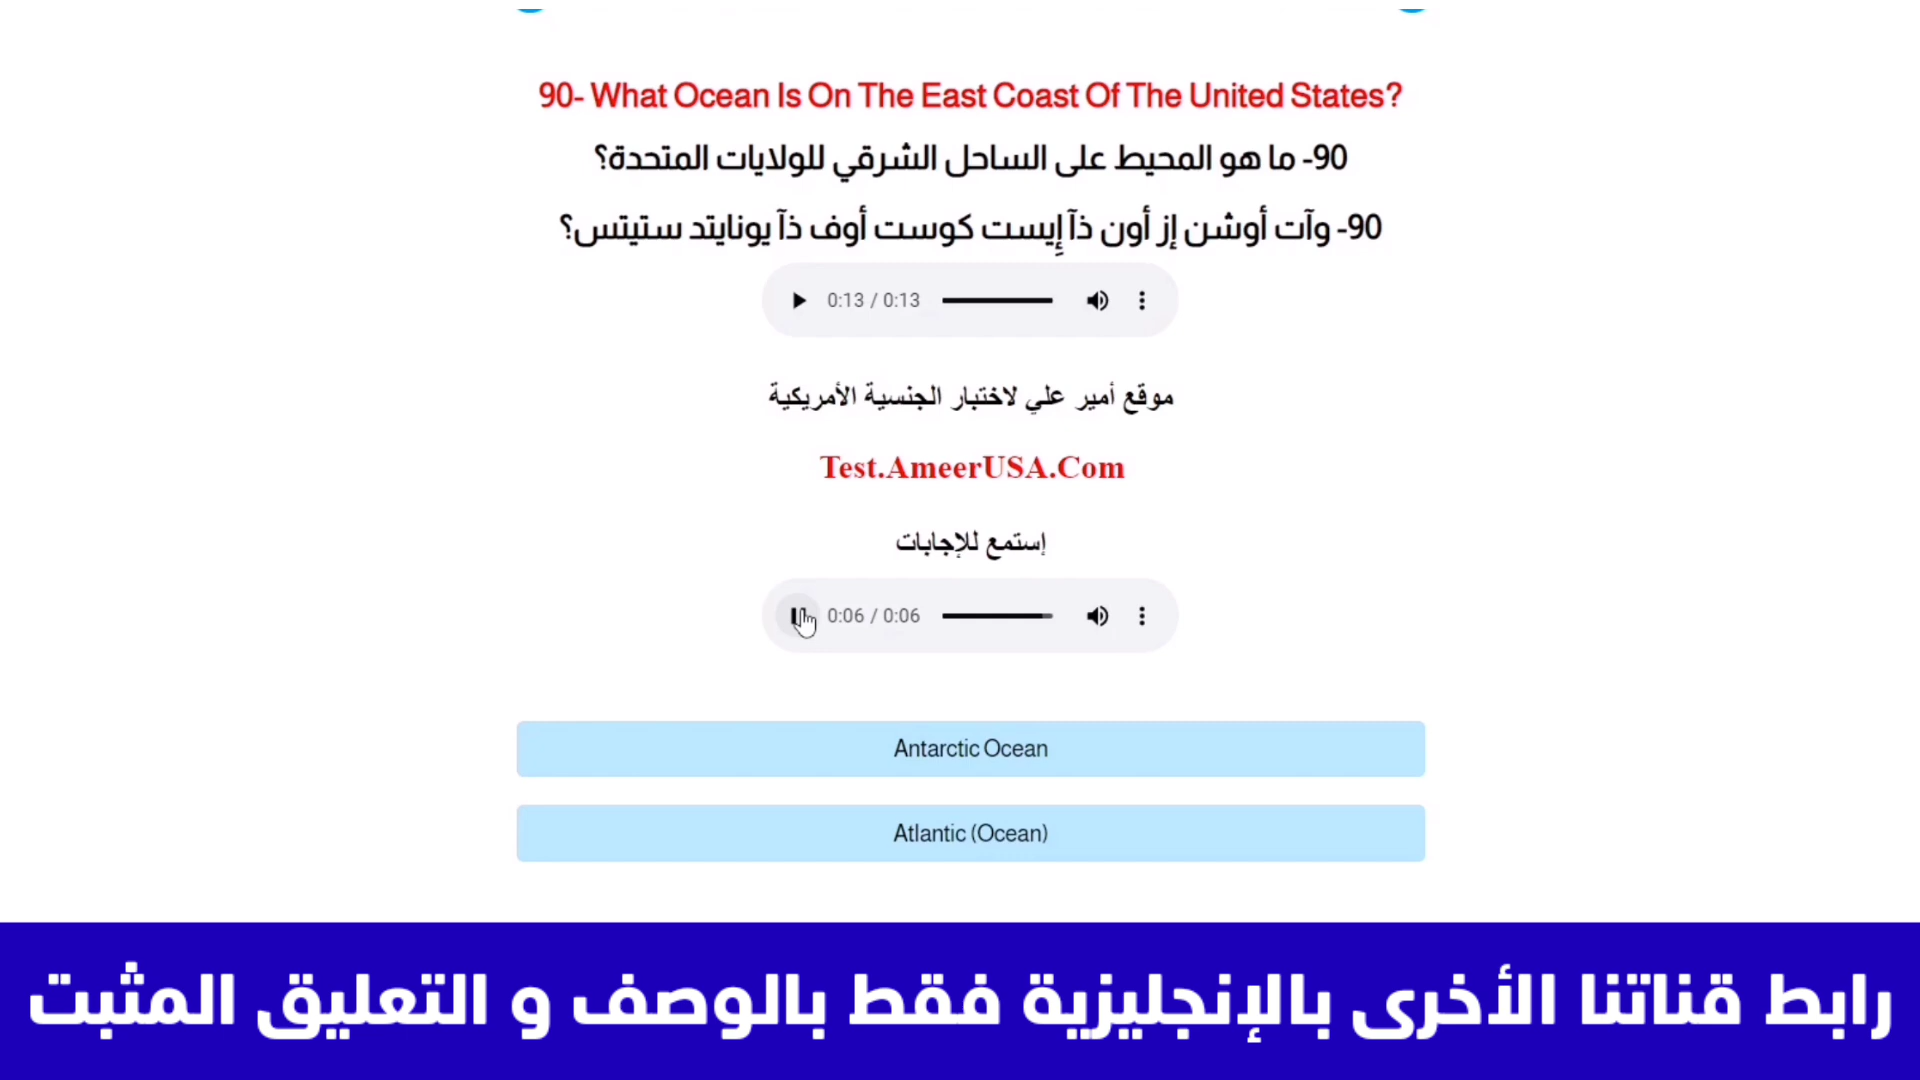 90- What Ocean Is On The East Coast Of The United States?
90- ما هو المحيط على الساحل الشرقي للولايات المتحدة؟
90- وآت أوشن إز أون ذآ إِيست كوست أوف ذآ يونايتد ستيتس؟
0:13 / 0:13
موقع أمير علي لاختبار الجنسية الأمريكية
Test.AmeerUSA.Com
إستمع للإجابات
0:06 / 0:06
Antarctic Ocean
Atlantic (Ocean)
رابط قناتنا الأخرى بالإنجليزية فقط بالوصف و التعليق المثبت